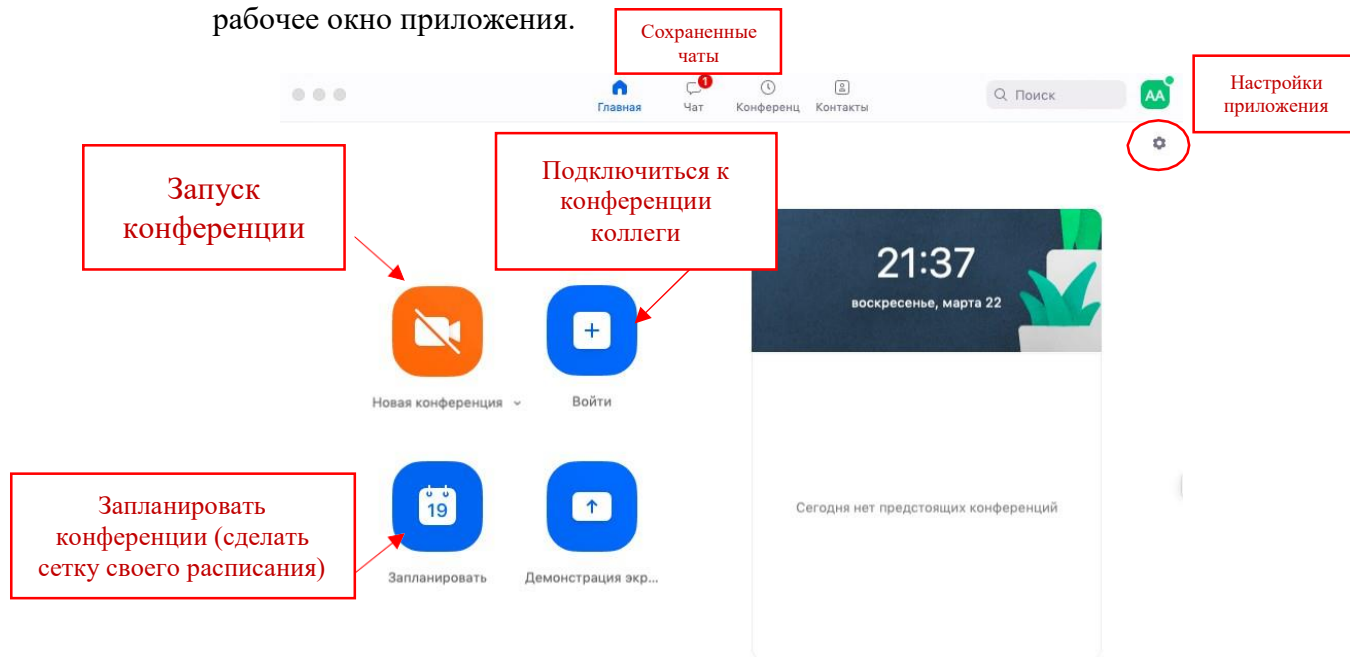 рабочее окно приложения.
Сохраненные
чаты
Настройки
приложения
1
Главная
Чат
Конференц
Контакты
Поиск
АА
Запуск
конференции
Подключиться к
конференции
коллеги
21:37
воскресенье, марта 22
Новая конференция
Войти
Запланировать
конференции (сделать
сетку своего расписания)
19
Запланировать
Демонстрация экр...
Сегодня нет предстоящих конференций